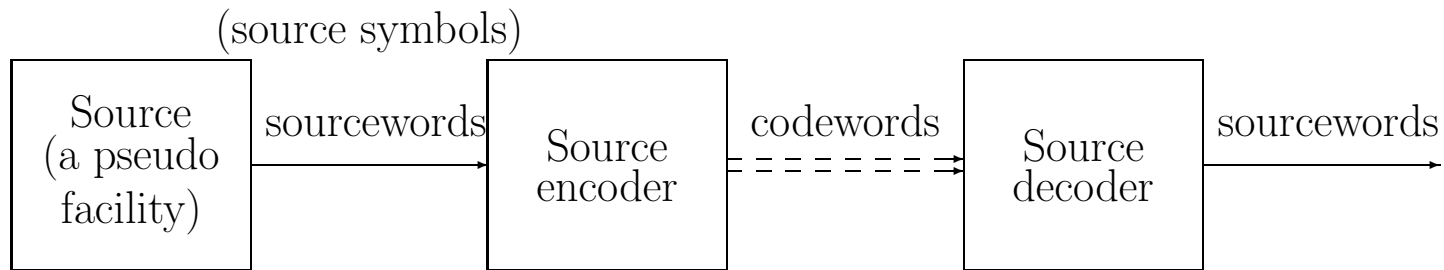 (source symbols)
Source
(a pseudo
facility)
sourcewords
Source
encoder
codewords
Source
decoder
sourcewords